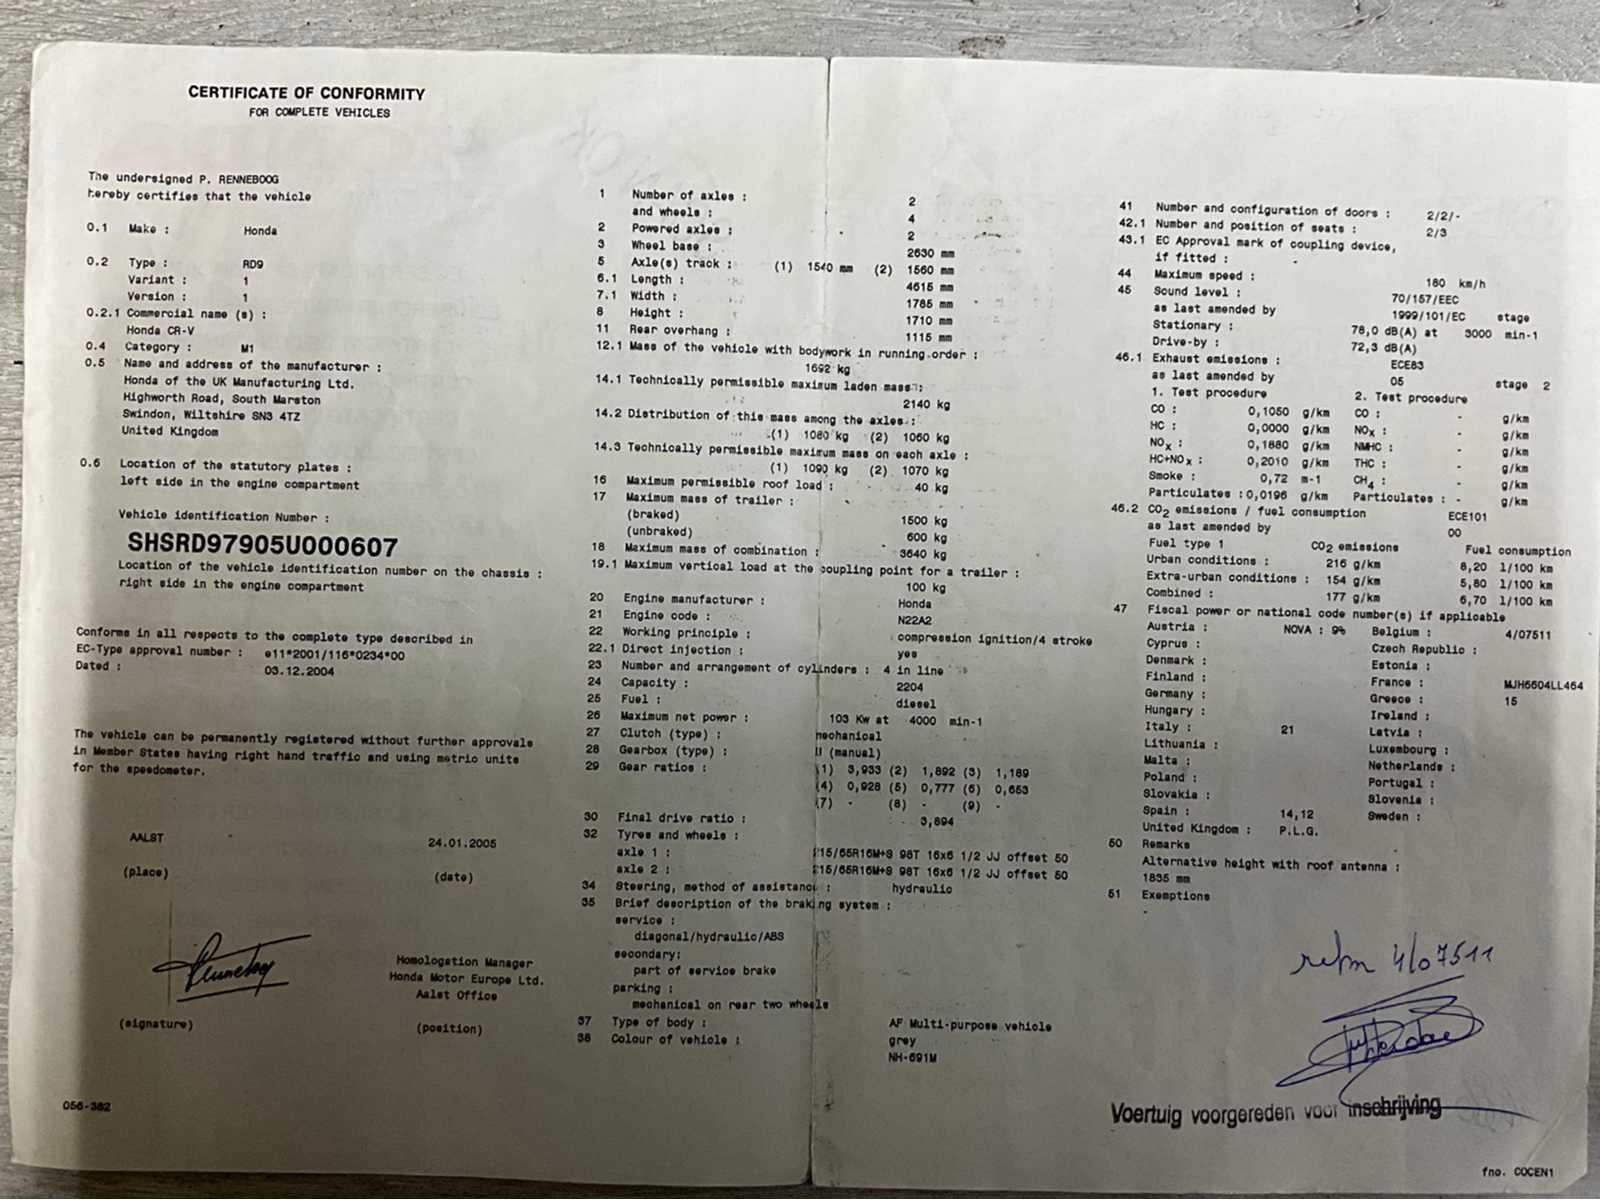 CERTIFICATE OF CONFORMITY
FOR COMPLETE VEHICLES
The undersigned P. RENNEBOOG
hereby certifies that the vehicle
0.1 Make : Honda
0.2 Type : RD9
Variant : 1
Version : 1
0.2.1 Commercial name (s) :
Honda CR-V
0.4 Category : M1
0.5 Name and address of the manufacturer :
Honda of the UK Manufacturing Ltd.
Highworth Road, South Marston
Swindon, Wiltshire SN3 4TZ
United Kingdom
0.6 Location of the statutory plates :
left side in the engine compartment
Vehicle identification Number :
SHSRD97905U000607
Location of the vehicle identification number on the chassis :
right side in the engine compartment
Conforms in all respects to the complete type described in
EC-Type approval number : e11*2001/116*0234*00
Dated : 03.12.2004
The vehicle can be permanently registered without further approvals
in Member States having right hand traffic and using metric units
for the speedometer.
AALST 24.01.2005
(place) (date)
Homologation Manager
Honda Motor Europe Ltd.
Aalst Office
(signature) (position)
056-382
1 Number of axles : 2
and wheels : 4
2 Powered axles : 2
3 Wheel base : 2630 mm
5 Axle(s) track : (1) 1540 mm (2) 1560 mm
6.1 Length : 4615 mm
7.1 Width : 1785 mm
8 Height : 1710 mm
11 Rear overhang : 1115 mm
12.1 Mass of the vehicle with bodywork in running order :
1692 kg
14.1 Technically permissible maximum laden mass :
2140 kg
14.2 Distribution of this mass among the axles :
(1) 1080 kg (2) 1060 kg
14.3 Technically permissible maximum mass on each axle :
(1) 1090 kg (2) 1070 kg
16 Maximum permissible roof load : 40 kg
17 Maximum mass of trailer :
(braked) 1500 kg
(unbraked) 600 kg
18 Maximum mass of combination : 3640 kg
19.1 Maximum vertical load at the coupling point for a trailer :
100 kg
20 Engine manufacturer : Honda
21 Engine code : N22A2
22 Working principle : compression ignition/4 stroke
22.1 Direct injection : yes
23 Number and arrangement of cylinders : 4 in line
24 Capacity : 2204
25 Fuel : diesel
26 Maximum net power : 103 Kw at 4000 min-1
27 Clutch (type) : mechanical
28 Gearbox (type) : (manual)
29 Gear ratios : (1) 3,933 (2) 1,892 (3) 1,189
(4) 0,928 (5) 0,777 (6) 0,653
(7) - (8) - (9) -
30 Final drive ratio : 3,894
32 Tyres and wheels :
axle 1 : 215/65R16M+S 98T 16x6 1/2 JJ offset 50
axle 2 : 215/65R16M+S 98T 16x6 1/2 JJ offset 50
34 Steering, method of assistance : hydraulic
35 Brief description of the braking system :
service :
diagonal/hydraulic/ABS
secondary:
part of service brake
parking :
mechanical on rear two wheels
37 Type of body : AF Multi-purpose vehicle
38 Colour of vehicle : grey
NH-691M
41 Number and configuration of doors : 2/2/-
42.1 Number and position of seats : 2/3
43.1 EC Approval mark of coupling device,
if fitted : -
44 Maximum speed : 180 km/h
45 Sound level : 70/157/EEC
as last amended by 1999/101/EC stage
Stationary : 78,0 dB(A) at 3000 min-1
Drive-by : 72,3 dB(A)
46.1 Exhaust emissions : ECE83
as last amended by 05 stage 2
1. Test procedure 2. Test procedure
CO : 0,1050 g/km CO : - g/km
HC : 0,0000 g/km NOx : - g/km
NOx : 0,1880 g/km NMHC : - g/km
HC+NOx : 0,2010 g/km THC : - g/km
Smoke : 0,72 m-1 CH4 : - g/km
Particulates : 0,0196 g/km Particulates : - g/km
46.2 CO2 emissions / fuel consumption ECE101
as last amended by 00
Fuel type 1 CO2 emissions Fuel consumption
Urban conditions : 216 g/km 8,20 l/100 km
Extra-urban conditions : 154 g/km 5,80 l/100 km
Combined : 177 g/km 6,70 l/100 km
47 Fiscal power or national code number(s) if applicable
Austria : NOVA : 9% Belgium : 4/07511
Cyprus : Czech Republic :
Denmark : Estonia :
Finland : France : MJH6604LL464
Germany : Greece : 15
Hungary : Ireland :
Italy : 21 Latvia :
Lithuania : Luxembourg :
Malta : Netherlands :
Poland : Portugal :
Slovakia : Slovenia :
Spain : 14,12 Sweden :
United Kingdom : P.L.G.
50 Remarks
Alternative height with roof antenna :
1835 mm
51 Exemptions
-
4/07511
Voertuig voorgereden voor inschrijving
fno. COCEN1